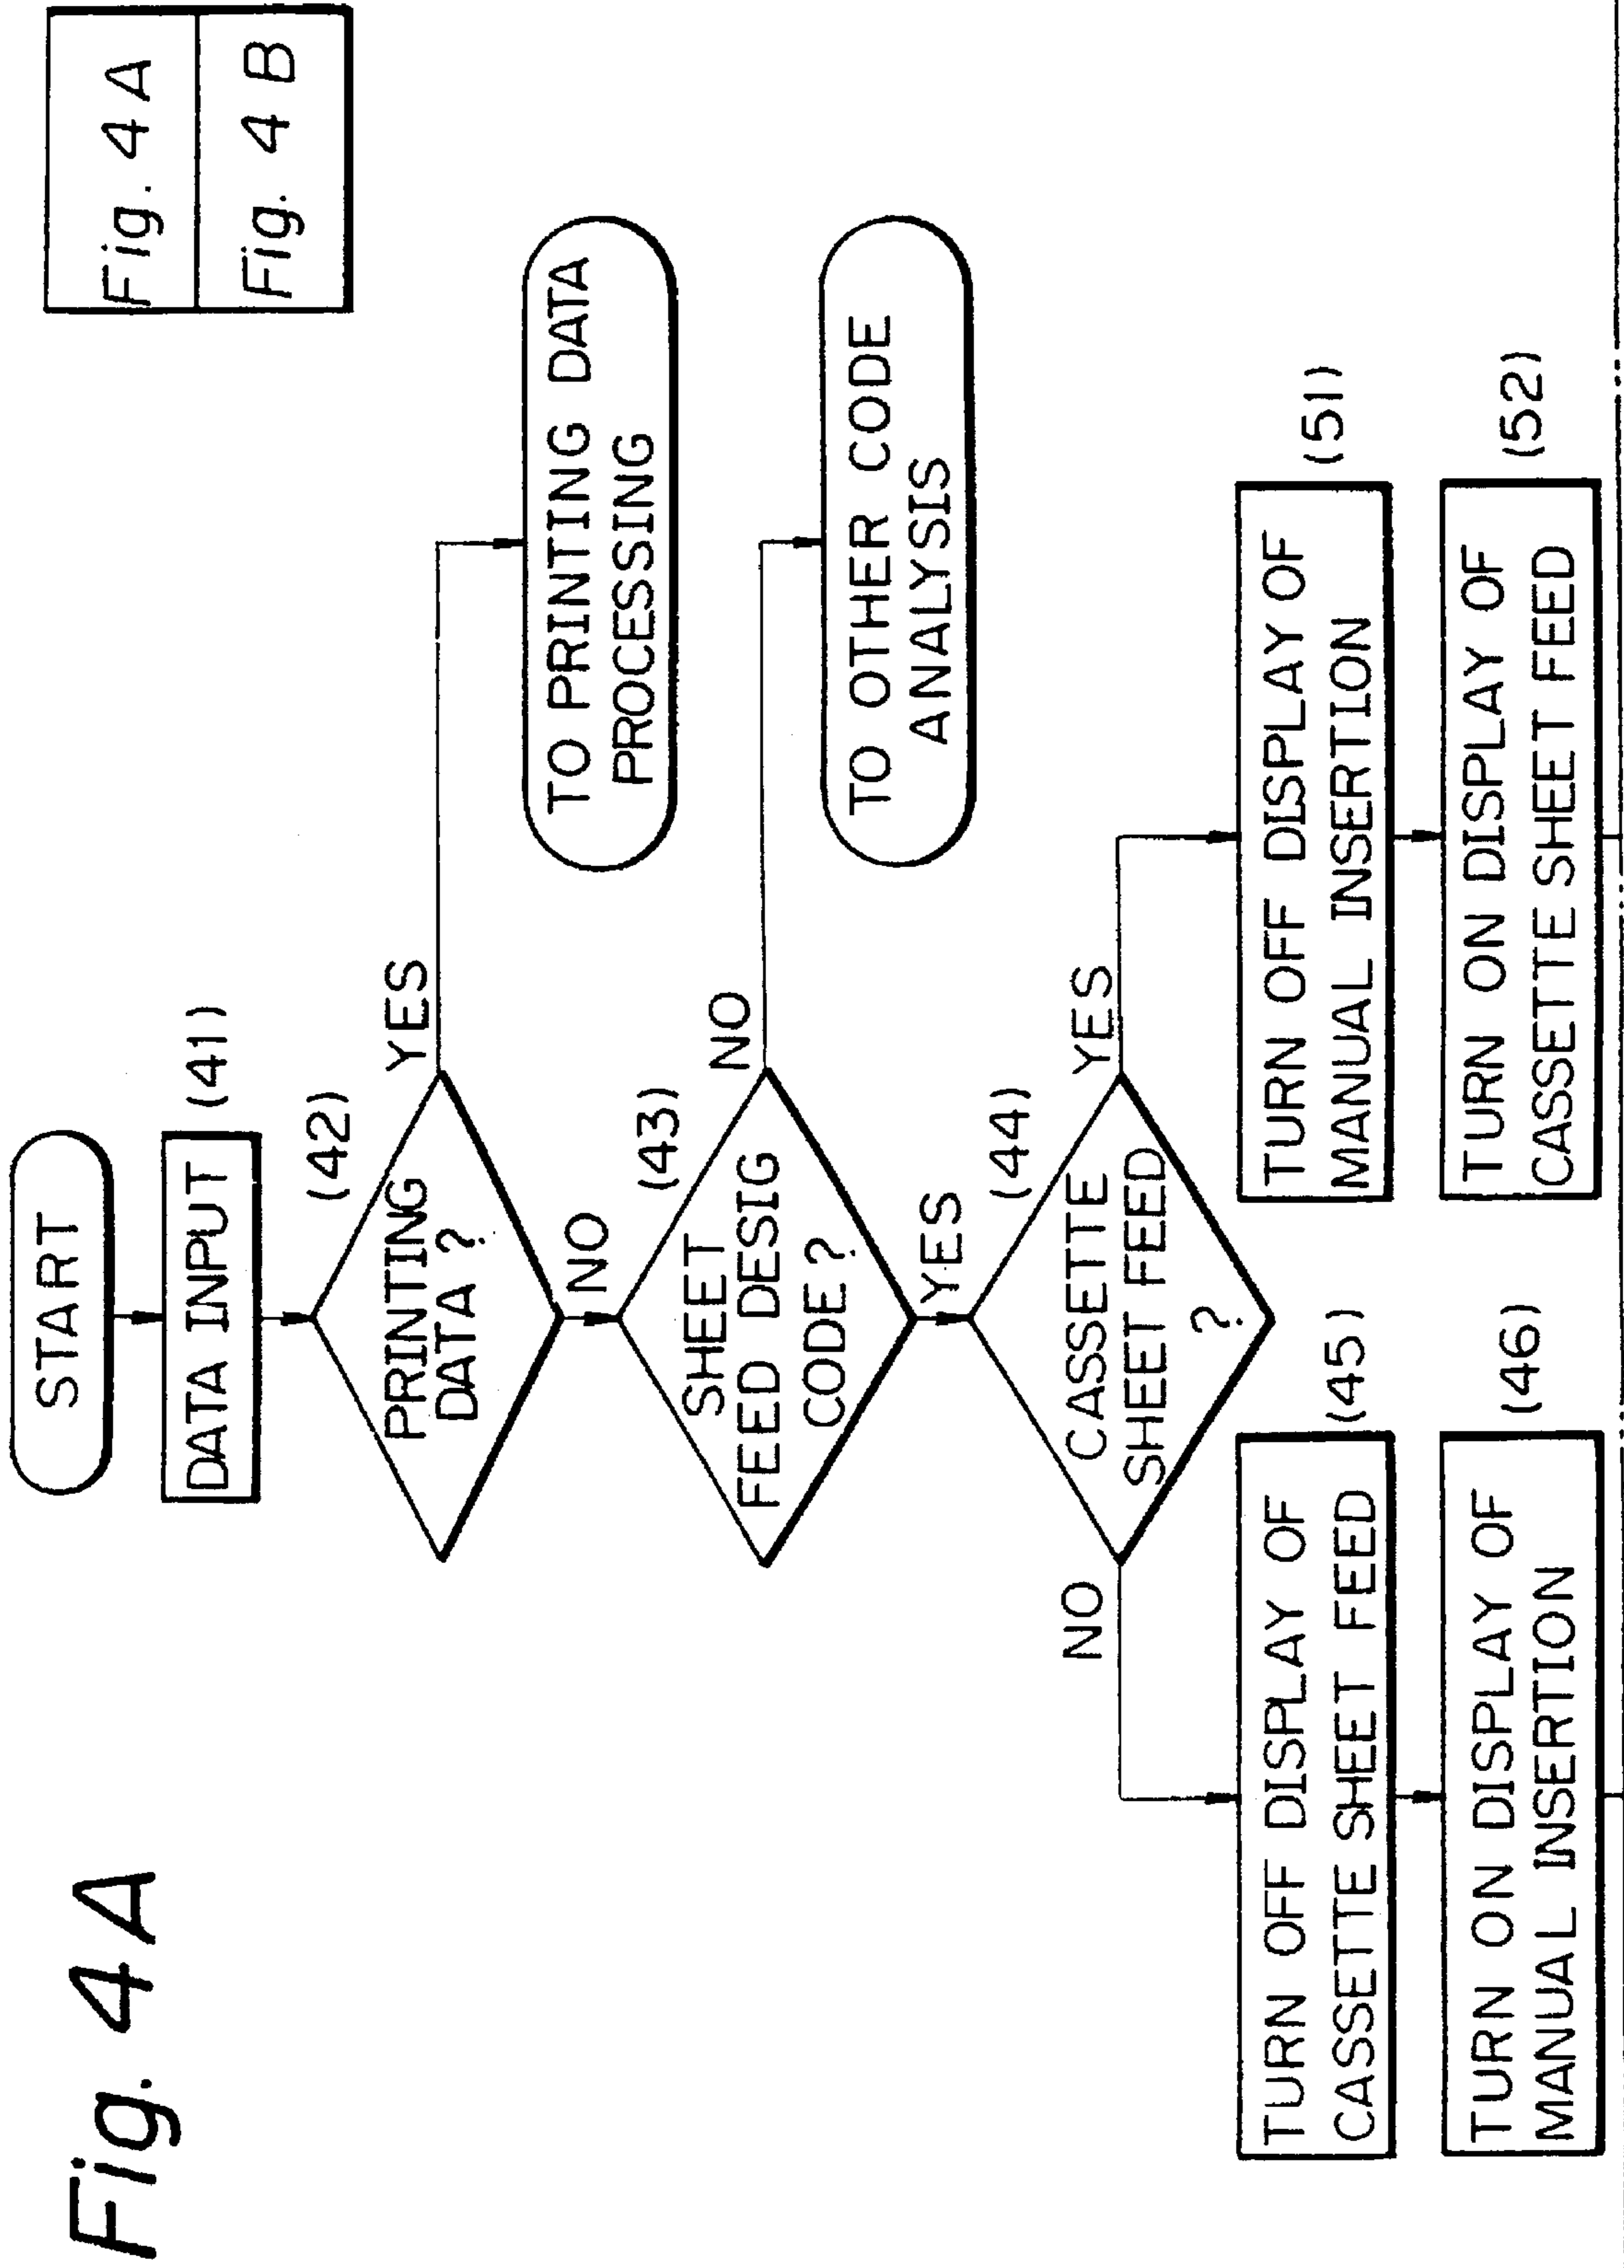 Fig. 4A
Fig. 4A
Fig. 4B
START
DATA INPUT
(41)
(42)
PRINTING
DATA?
YES
TO PRINTING DATA
PROCESSING
NO
(43)
SHEET
FEED DESIG
CODE?
NO
TO OTHER CODE
ANALYSIS
YES
(44)
CASSETTE
SHEET FEED
?
NO
YES
(45)
TURN OFF DISPLAY OF
CASSETTE SHEET FEED
(51)
TURN OFF DISPLAY OF
MANUAL INSERTION
(46)
TURN ON DISPLAY OF
MANUAL INSERTION
(52)
TURN ON DISPLAY OF
CASSETTE SHEET FEED